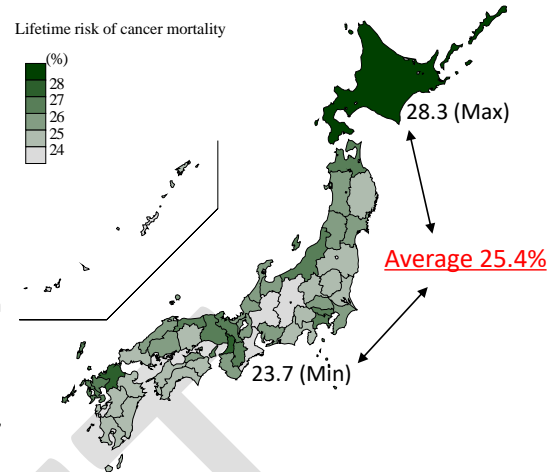 Lifetime risk of cancer mortality
(%)
28
27
26
25
24
28.3 (Max)
Average 25.4%
23.7 (Min)